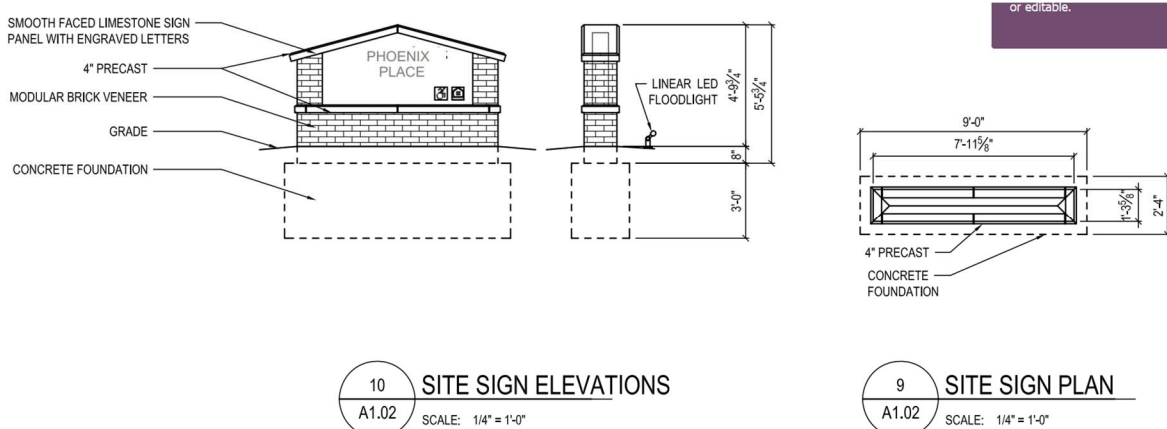 or editable.
SMOOTH FACED LIMESTONE SIGN
PANEL WITH ENGRAVED LETTERS
4" PRECAST
MODULAR BRICK VENEER
GRADE
CONCRETE FOUNDATION
PHOENIX
PLACE
LINEAR LED
FLOODLIGHT
4'-9¾"
5'-5¾"
8"
3'-0"
9'-0"
7'-11⅝"
1'-3⅝"
2'-4"
4" PRECAST
CONCRETE
FOUNDATION
10
A1.02
SITE SIGN ELEVATIONS
SCALE: 1/4" = 1'-0"
9
A1.02
SITE SIGN PLAN
SCALE: 1/4" = 1'-0"